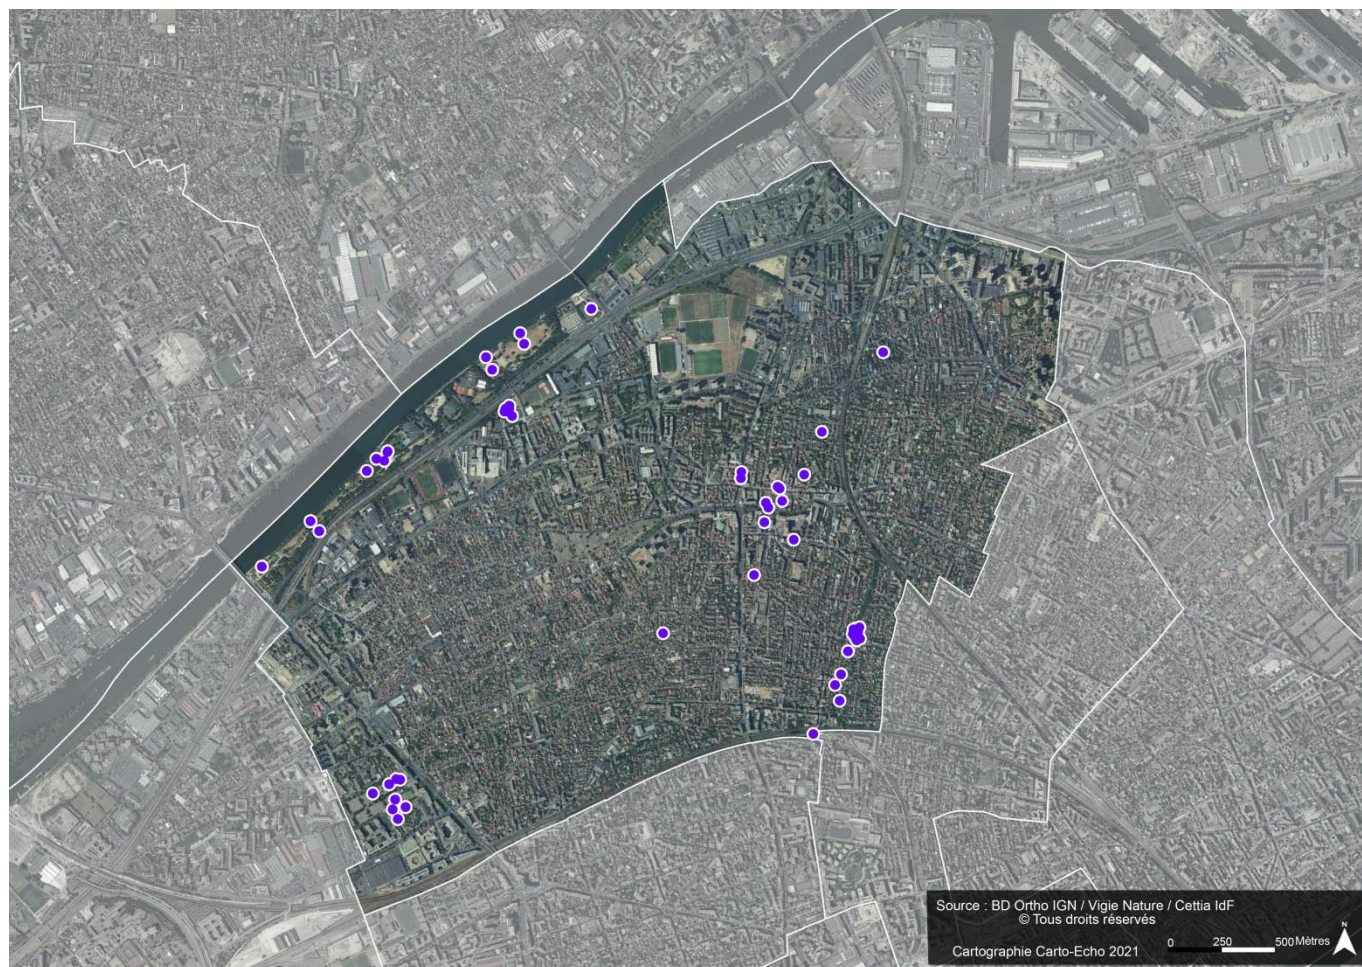 Source : BD Ortho IGN / Vigie Nature / Cettia IdF
© Tous droits réservés
Cartographie Carto-Echo 2021
0 250 500 Mètres
N